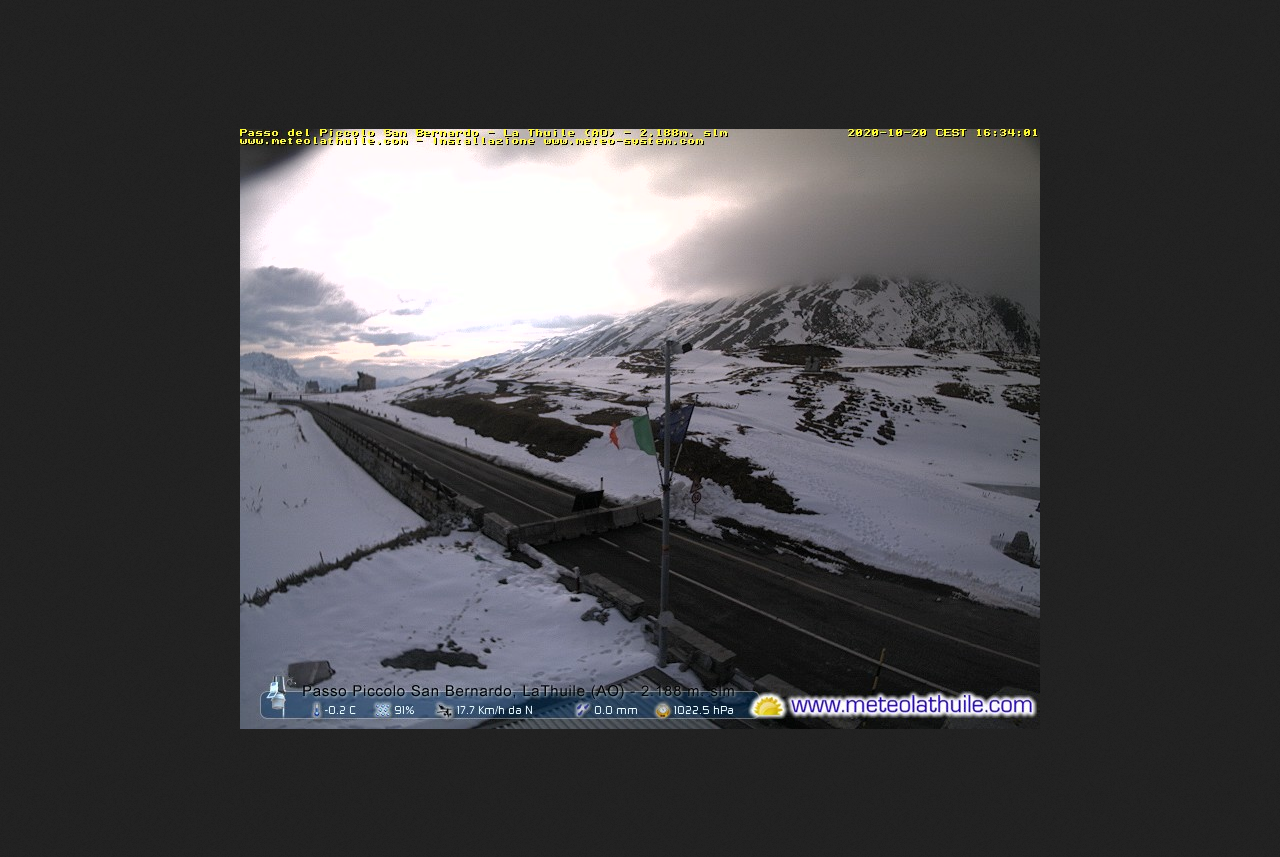 Passo del Piccolo San Bernardo - La Thuile (AO) - 2.188m. slm
2020-10-20 CEST 16:34:01
www.meteolathuile.com - Installazione www.meteo-system.com
Passo Piccolo San Bernardo, LaThuile (AO) - 2.188 m. slm
-0.2 C 91% 17.7 Km/h da N 0.0 mm 1022.5 hPa
www.meteolathuile.com